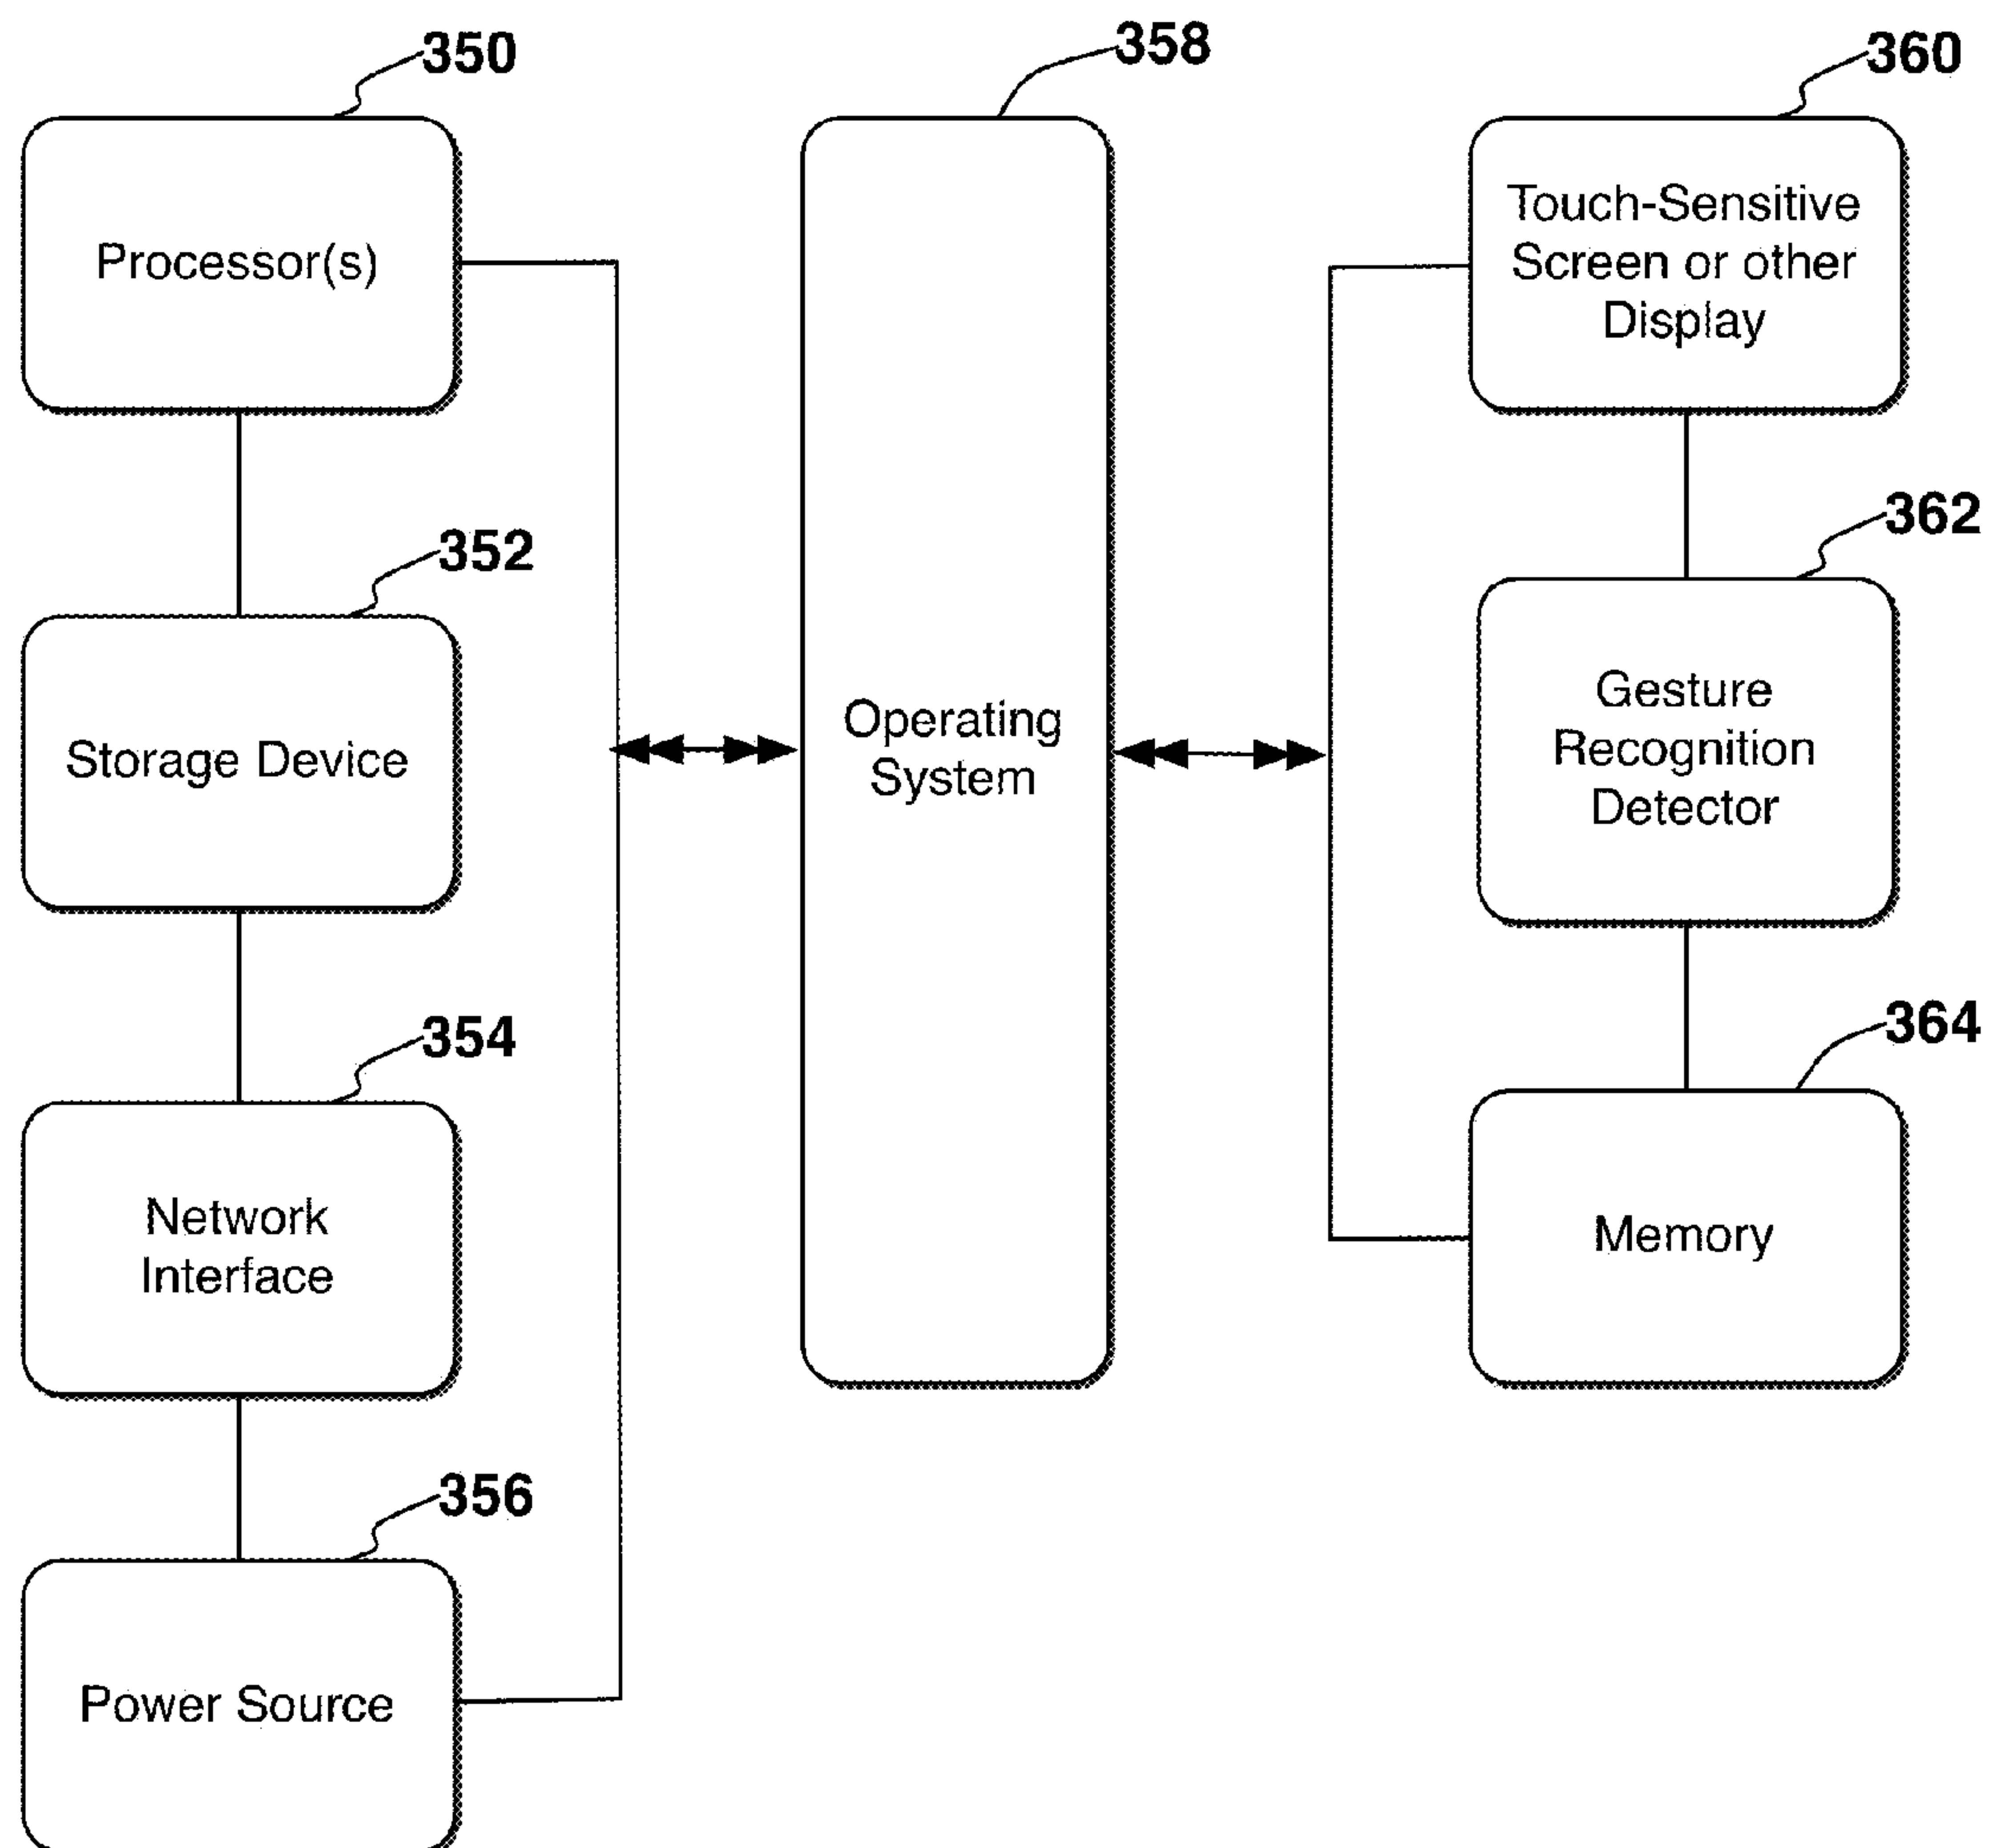 350
Processor(s)
352
Storage Device
354
Network
Interface
356
Power Source
358
Operating
System
360
Touch-Sensitive
Screen or other
Display
362
Gesture
Recognition
Detector
364
Memory